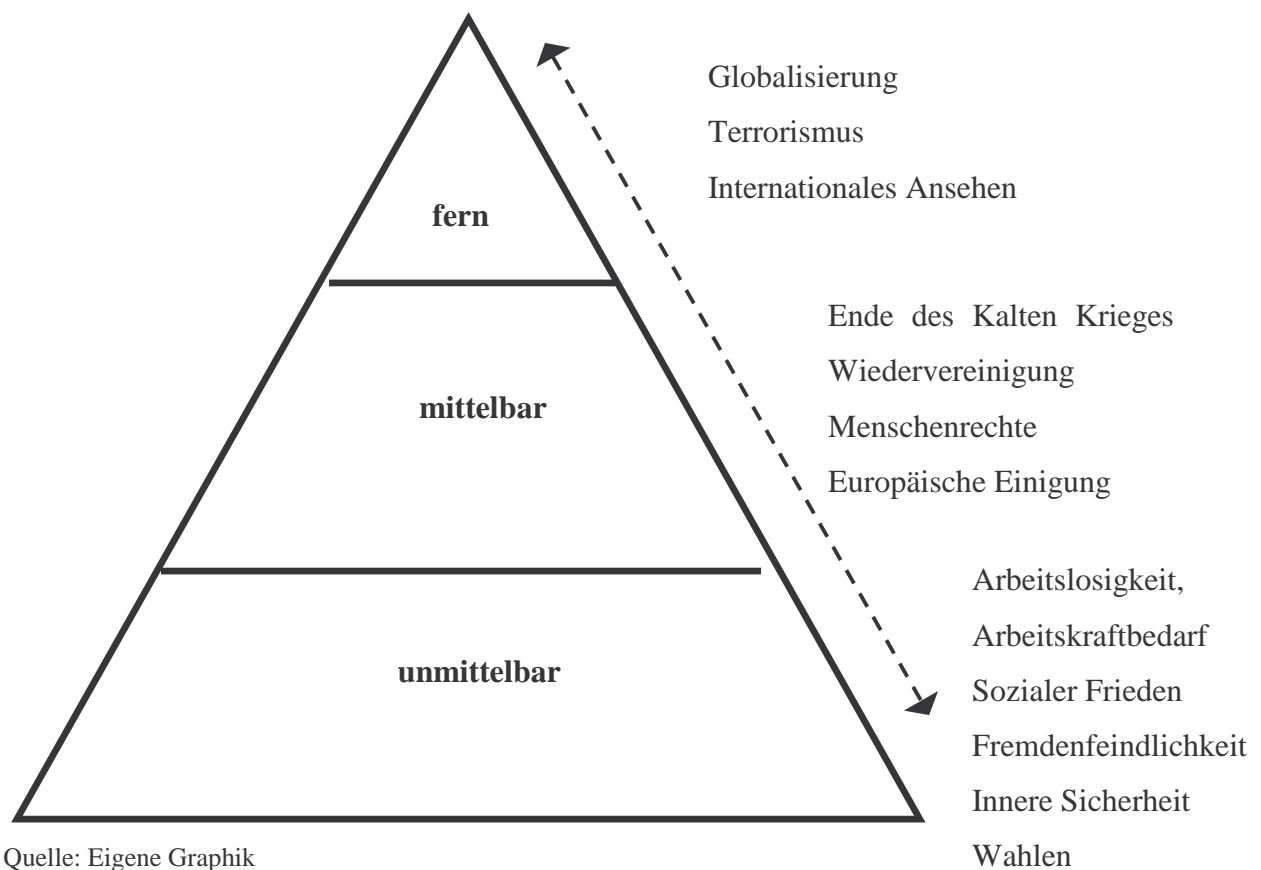 Globalisierung
Terrorismus
Internationales Ansehen
fern
Ende des Kalten Krieges
Wiedervereinigung
mittelbar
Menschenrechte
Europäische Einigung
Arbeitslosigkeit,
Arbeitskraftbedarf
unmittelbar
Sozialer Frieden
Fremdenfeindlichkeit
Innere Sicherheit
Wahlen
Quelle: Eigene Graphik